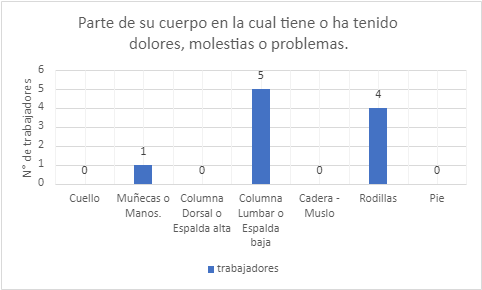 Parte de su cuerpo en la cual tiene o ha tenido
dolores, molestias o problemas.
N° de trabajadores
6
5
4
3
2
1
0
0
1
0
5
0
4
0
Cuello
Muñecas o
Manos.
Columna
Dorsal o
Espalda alta
Columna
Lumbar o
Espalda
baja
Cadera -
Muslo
Rodillas
Pie
trabajadores